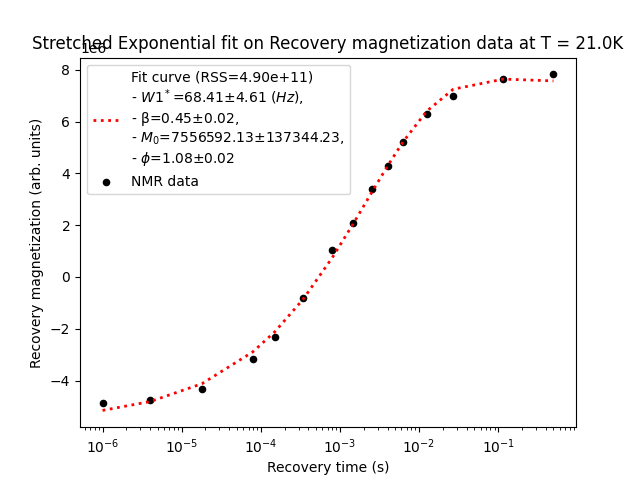 Stretched Exponential fit on Recovery magnetization data at T = 21.0K
1e6
Fit curve (RSS=4.90e+11)
- W1* =68.41±4.61 (Hz),
- β=0.45±0.02,
- M₀=7556592.13±137344.23,
- ϕ=1.08±0.02
NMR data
8
6
4
2
0
−2
−4
Recovery magnetization (arb. units)
10⁻⁶ 10⁻⁵ 10⁻⁴ 10⁻³ 10⁻² 10⁻¹
Recovery time (s)